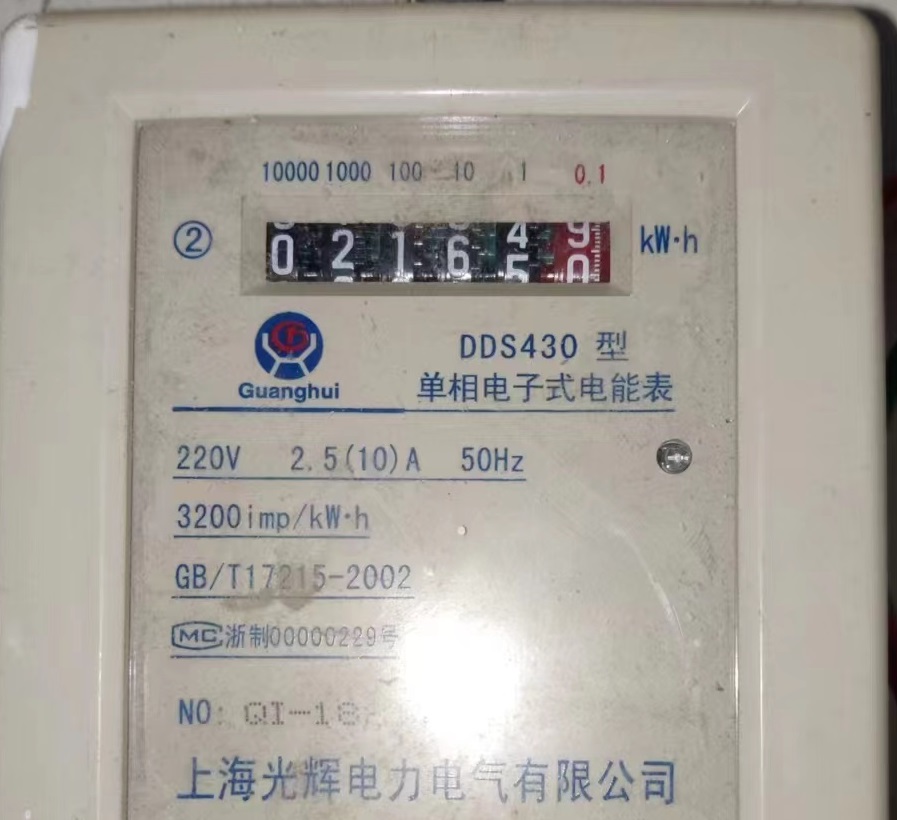 10000 1000 100 10 1 0.1
② 0 2 1 6 4 9 kW·h
5 0
Guanghui
DDS430 型
单相电子式电能表
220V 2.5(10)A 50Hz
3200imp/kW·h
GB/T17215-2002
MC 浙制00000229号
NO: QI-18
上海光辉电力电气有限公司